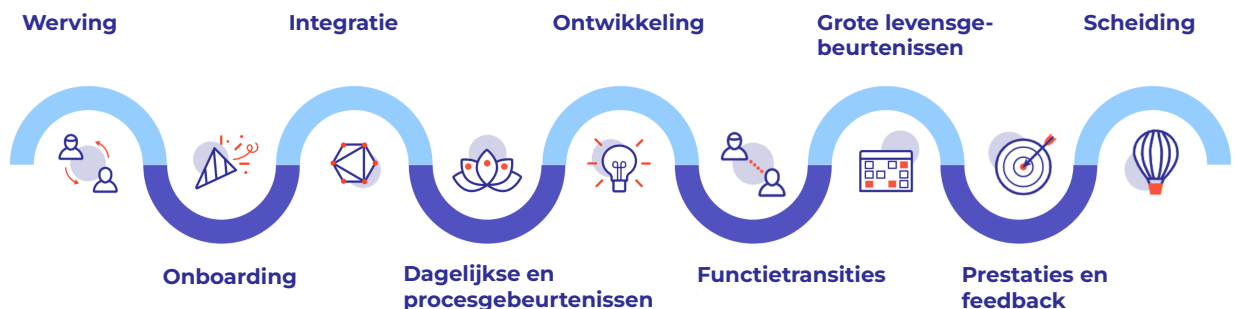 Werving
Integratie
Ontwikkeling
Grote levensge-
beurtenissen
Scheiding
Onboarding
Dagelijkse en
procesgebeurtenissen
Functietransities
Prestaties en
feedback